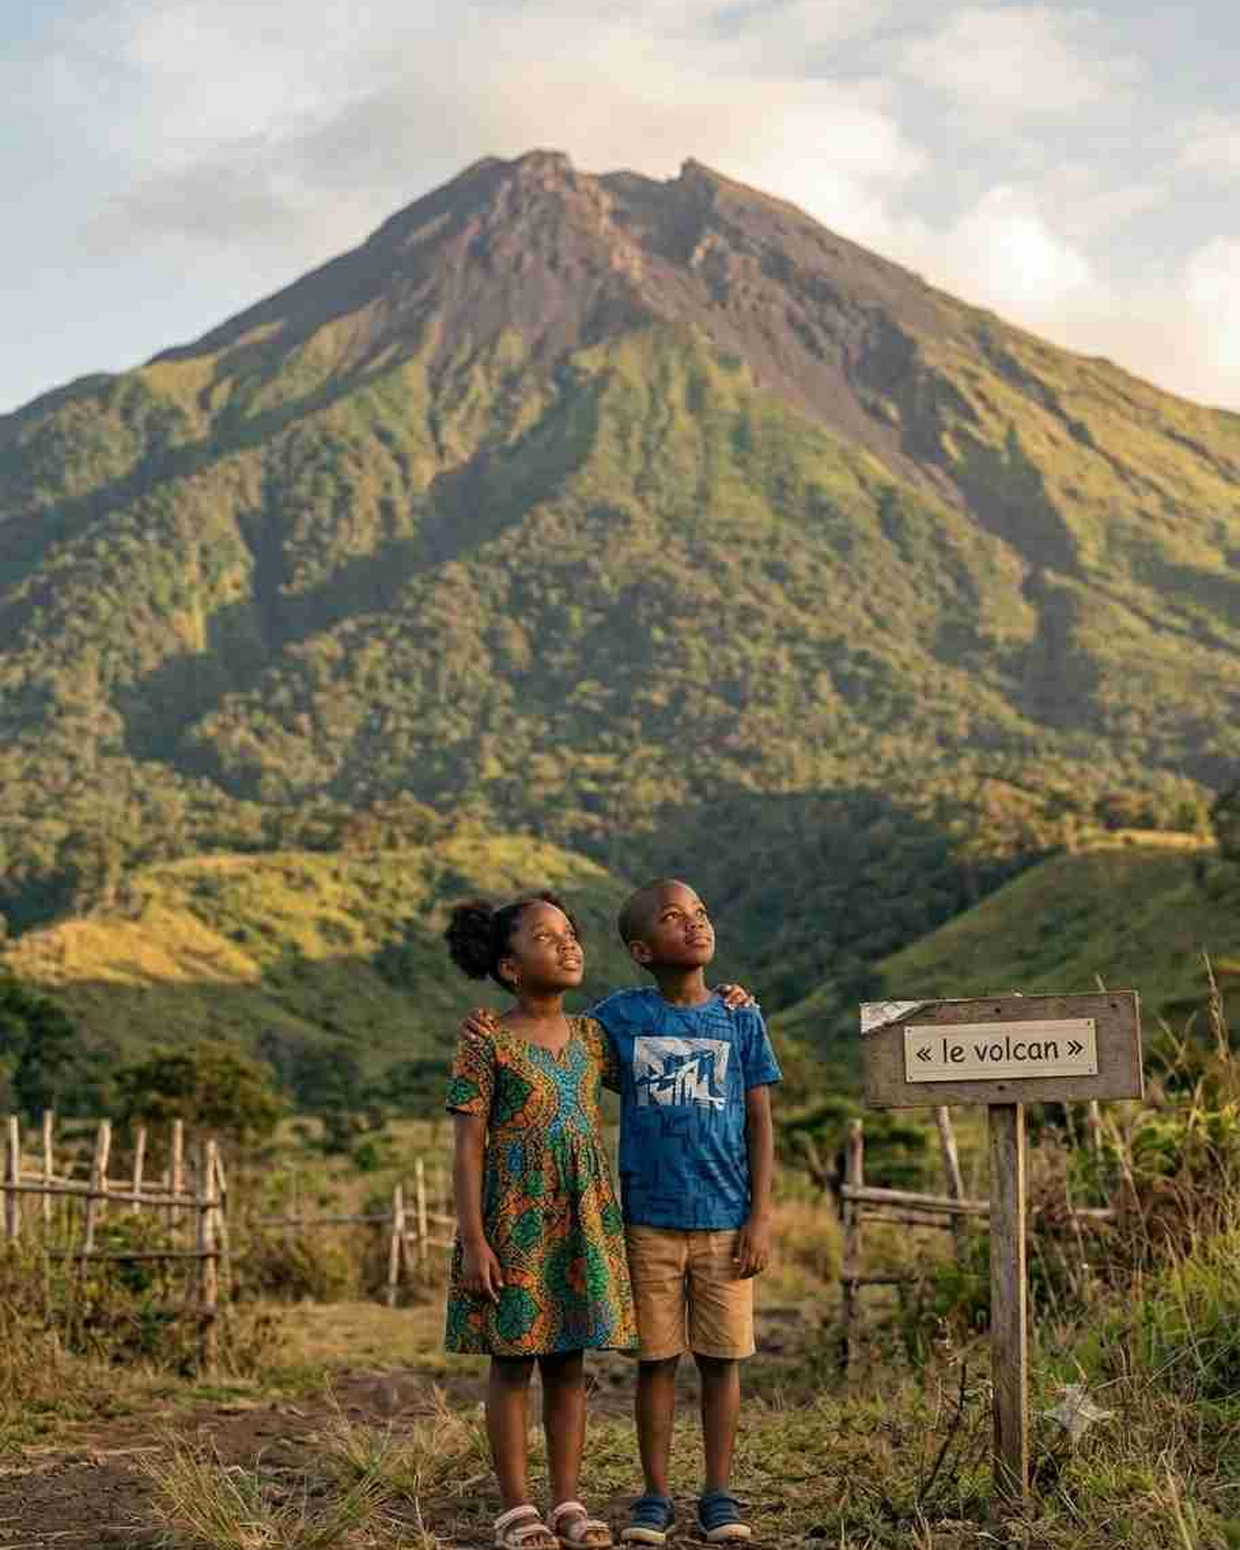 « le volcan »